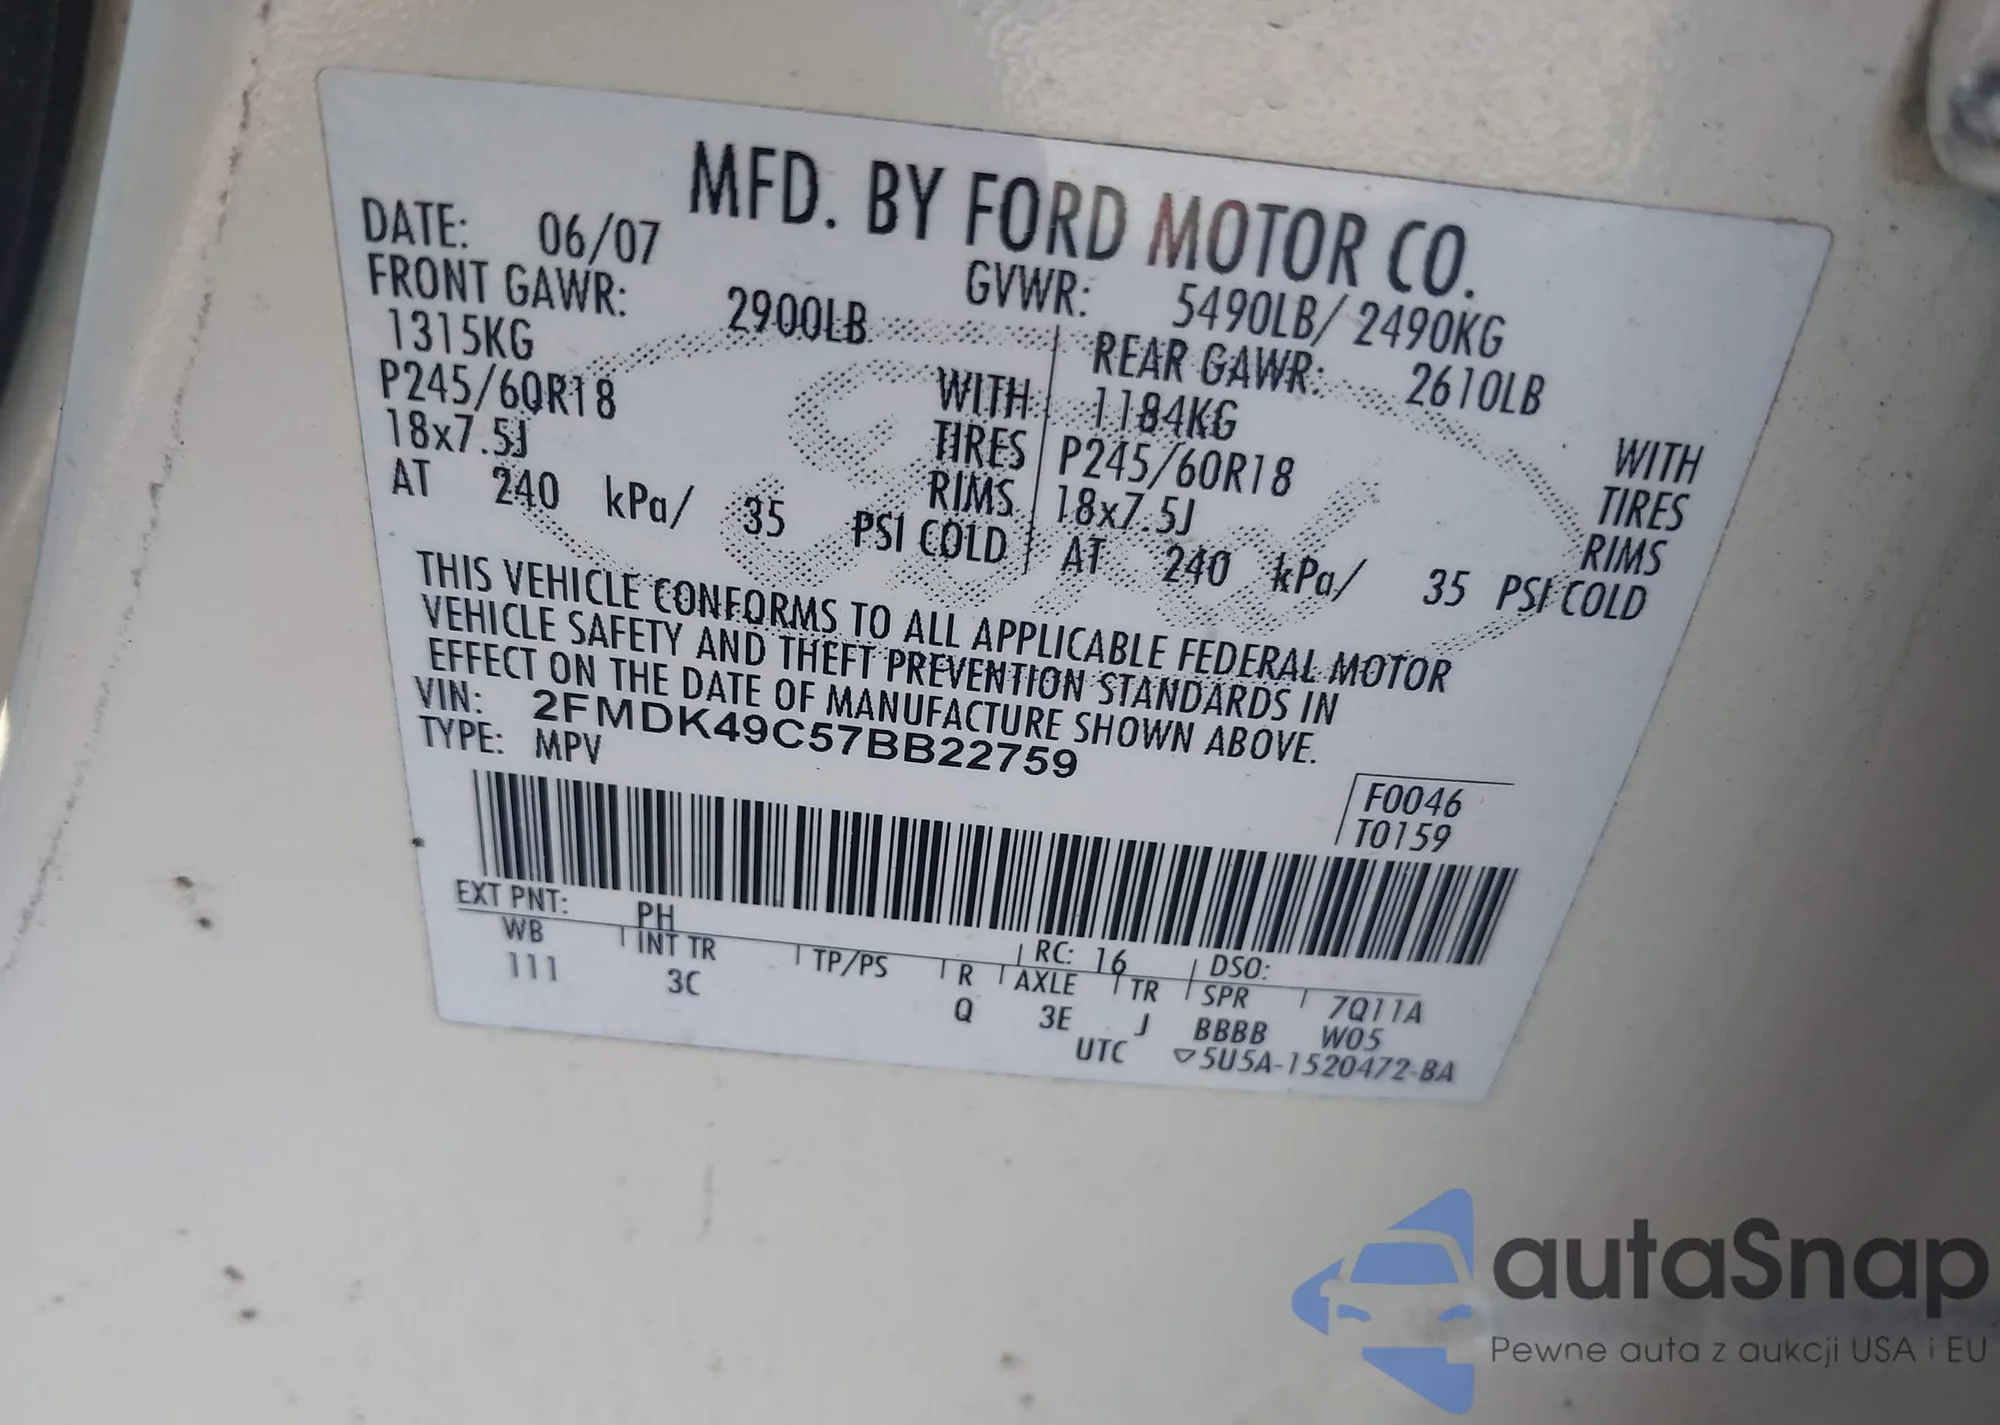 MFD. BY FORD MOTOR CO.
DATE: 06/07 GVWR: 5490LB/ 2490KG
FRONT GAWR: 2900LB REAR GAWR: 2610LB
1315KG WITH 1184KG WITH
P245/60R18 TIRES P245/60R18 TIRES
18x7.5J RIMS 18x7.5J RIMS
AT 240 kPa/ 35 PSI COLD AT 240 kPa/ 35 PSI COLD
THIS VEHICLE CONFORMS TO ALL APPLICABLE FEDERAL MOTOR
VEHICLE SAFETY AND THEFT PREVENTION STANDARDS IN
EFFECT ON THE DATE OF MANUFACTURE SHOWN ABOVE.
VIN: 2FMDK49C57BB22759
TYPE: MPV
F0046
T0159
EXT PNT: PH RC: 16 DSO:
WB INT TR TP/PS R AXLE TR SPR 7Q11A
111 3C Q 3E J BBBB W05
UTC ▽5U5A-1520472-BA
autaSnap
Pewne auta z aukcji USA i EU